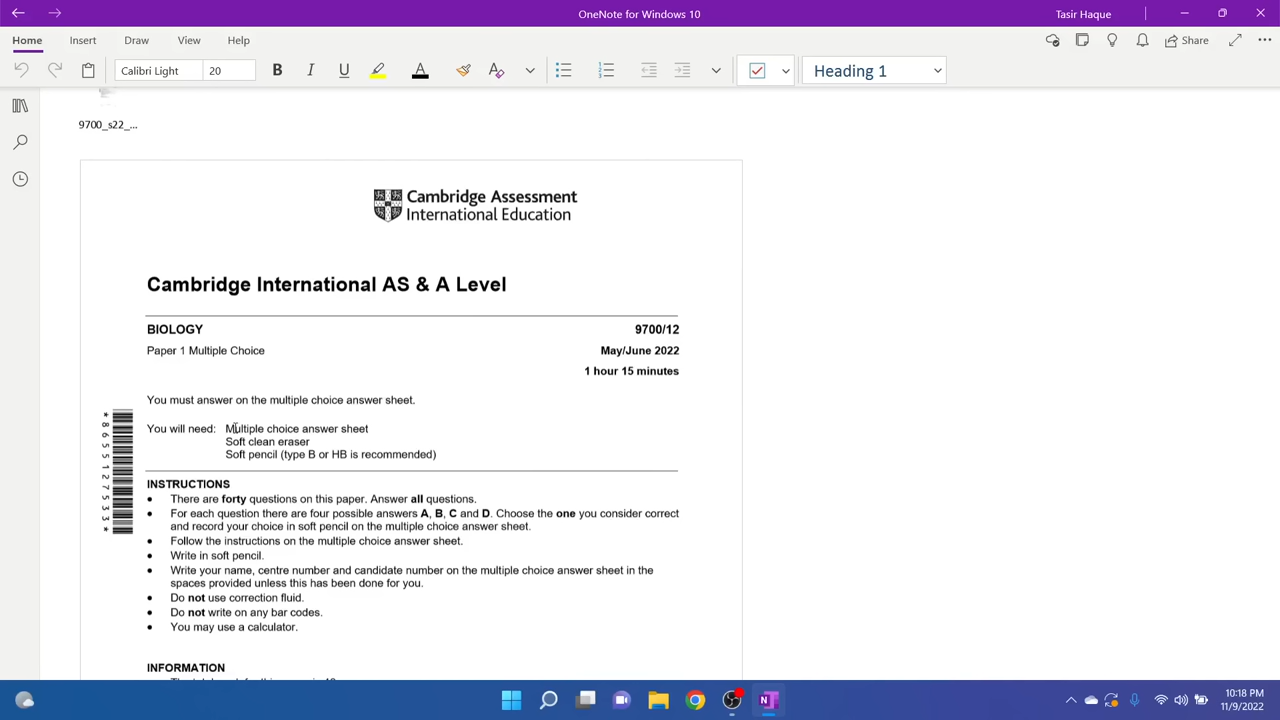 OneNote for Windows 10
Tasir Haque
Home
Insert
Draw
View
Help
Share
Calibri Light
20
B
I
U
A
A
Heading 1
9700_s22_...
Cambridge Assessment
International Education
Cambridge International AS & A Level
BIOLOGY
9700/12
Paper 1 Multiple Choice
May/June 2022
1 hour 15 minutes
You must answer on the multiple choice answer sheet.
You will need: Multiple choice answer sheet
Soft clean eraser
Soft pencil (type B or HB is recommended)
*8655127533*
INSTRUCTIONS
• There are forty questions on this paper. Answer all questions.
• For each question there are four possible answers A, B, C and D. Choose the one you consider correct
and record your choice in soft pencil on the multiple choice answer sheet.
• Follow the instructions on the multiple choice answer sheet.
• Write in soft pencil.
• Write your name, centre number and candidate number on the multiple choice answer sheet in the
spaces provided unless this has been done for you.
• Do not use correction fluid.
• Do not write on any bar codes.
• You may use a calculator.
INFORMATION
N
10:18 PM
11/9/2022